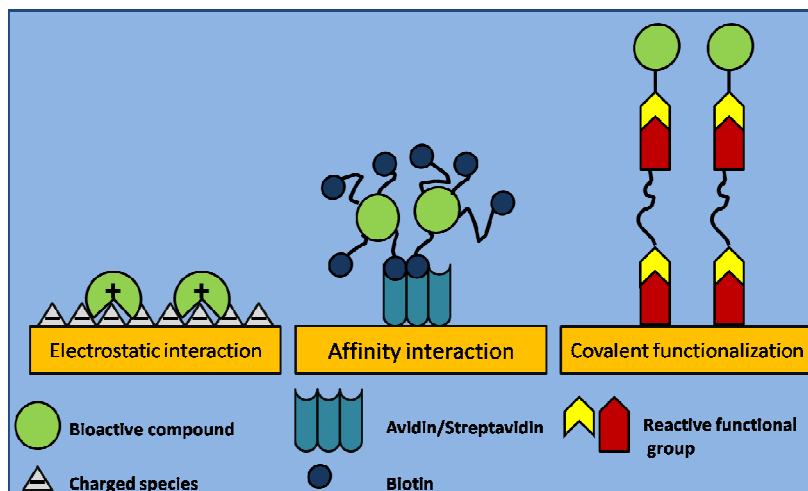 + +
Electrostatic interaction
Affinity interaction
Covalent functionalization
Bioactive compound
Avidin/Streptavidin
Reactive functional
group
Charged species
Biotin